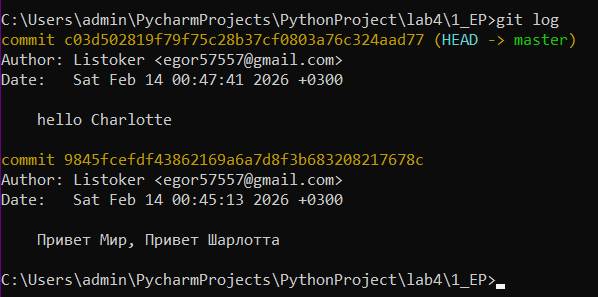 C:\Users\admin\PycharmProjects\PythonProject\lab4\1_EP>git log
commit c03d502819f79f75c28b37cf0803a76c324aad77 (HEAD -> master)
Author: Listoker <egor57557@gmail.com>
Date:   Sat Feb 14 00:47:41 2026 +0300
    hello Charlotte
commit 9845fcefdf43862169a6a7d8f3b683208217678c
Author: Listoker <egor57557@gmail.com>
Date:   Sat Feb 14 00:45:13 2026 +0300
    Привет Мир, Привет Шарлотта
C:\Users\admin\PycharmProjects\PythonProject\lab4\1_EP>